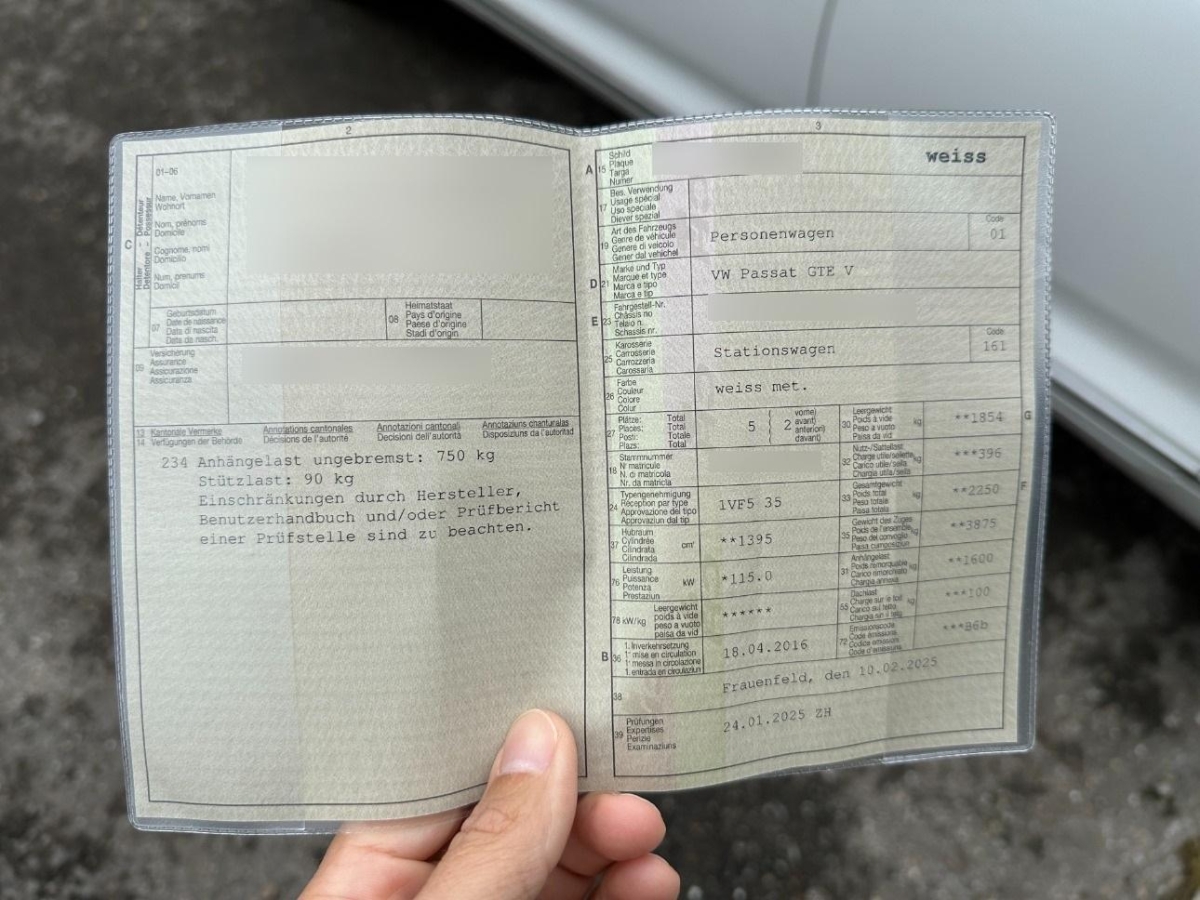 2
01-06
C
Halter Détenteur
Detentore Possessur
Name, Vornamen
Wohnort
Nom, prénoms
Domicile
Cognome, nomi
Domicilio
Num, prenums
Domicil
07
Geburtsdatum
Date de naissance
Data di nascita
Data da nasch.
08
Heimatstaat
Pays d'origine
Paese d'origine
Stadi d'origin
09
Versicherung
Assurance
Assicurazione
Assicuranza
13 Kantonale Vermerke
14 Verfügungen der Behörde
Annotations cantonales
Décisions de l'autorité
Annotazioni cantonali
Decisioni dell'autorità
Annotaziuns chantunalas
Disposiziuns da l'autoritad
234 Anhängelast ungebremst: 750 kg
Stützlast: 90 kg
Einschränkungen durch Hersteller,
Benutzerhandbuch und/oder Prüfbericht
einer Prüfstelle sind zu beachten.
3
A 15
Schild
Plaque
Targa
Numer
weiss
17
Bes. Verwendung
Usage spécial
Uso speciale
Diever spezial
19
Art des Fahrzeugs
Genre de véhicule
Genere di veicolo
Gener dal vehichel
Personenwagen
Code
01
D 21
Marke und Typ
Marque et type
Marca e tipo
Marca e tip
VW Passat GTE V
E 23
Fahrgestell-Nr.
Châssis no
Telaio n.
Schassis nr.
25
Karosserie
Carrosserie
Carrozzeria
Carossaria
Stationswagen
Code
161
26
Farbe
Couleur
Colore
Colur
weiss met.
27
Plätze: Total
Places: Total
Posti: Totale
Plazs: Total
5 { 2
vorne)
avant)
anteriori)
davant)
30
Leergewicht
Poids à vide
Peso a vuoto
Paisa da vid
kg
**1854
G
18
Stammnummer
N° matricule
N. di matricola
Nr. da matricla
32
Nutz-/Sattellast
Charge utile/sellette
Carico utile/sella
Chargia utila/sella
kg
***396
24
Typengenehmigung
Réception par type
Approvazione del tipo
Approvaziun dal tip
1VF5 35
33
Gesamtgewicht
Poids total
Peso totale
Paisa totala
kg
**2250
F
37
Hubraum
Cylindrée
Cilindrata
Cilindrada
cm³
**1395
35
Gewicht des Zuges
Poids de l'ensemble
Peso del convoglio
Paisa cumposiziun
kg
**3875
76
Leistung
Puissance
Potenza
Prestaziun
kW
*115.0
31
Anhängelast
Poids remorquable
Carico rimorchiabile
Chargia annexa
kg
**1600
78 kW/kg
Leergewicht
poids à vide
peso a vuoto
paisa da vid
******
55
Dachlast
Charge sur le toit
Carico sul tetto
Chargia sin il tetg
kg
***100
B 36
1. Inverkehrsetzung
1re mise en circulation
1a messa in circolazione
1. entrada en circulaziun
18.04.2016
72
Emissionscode
Code émissions
Codice emissioni
Code d'emissiuns
***B6b
38
Frauenfeld, den 10.02.2025
39
Prüfungen
Expertises
Perizie
Examinaziuns
24.01.2025 ZH